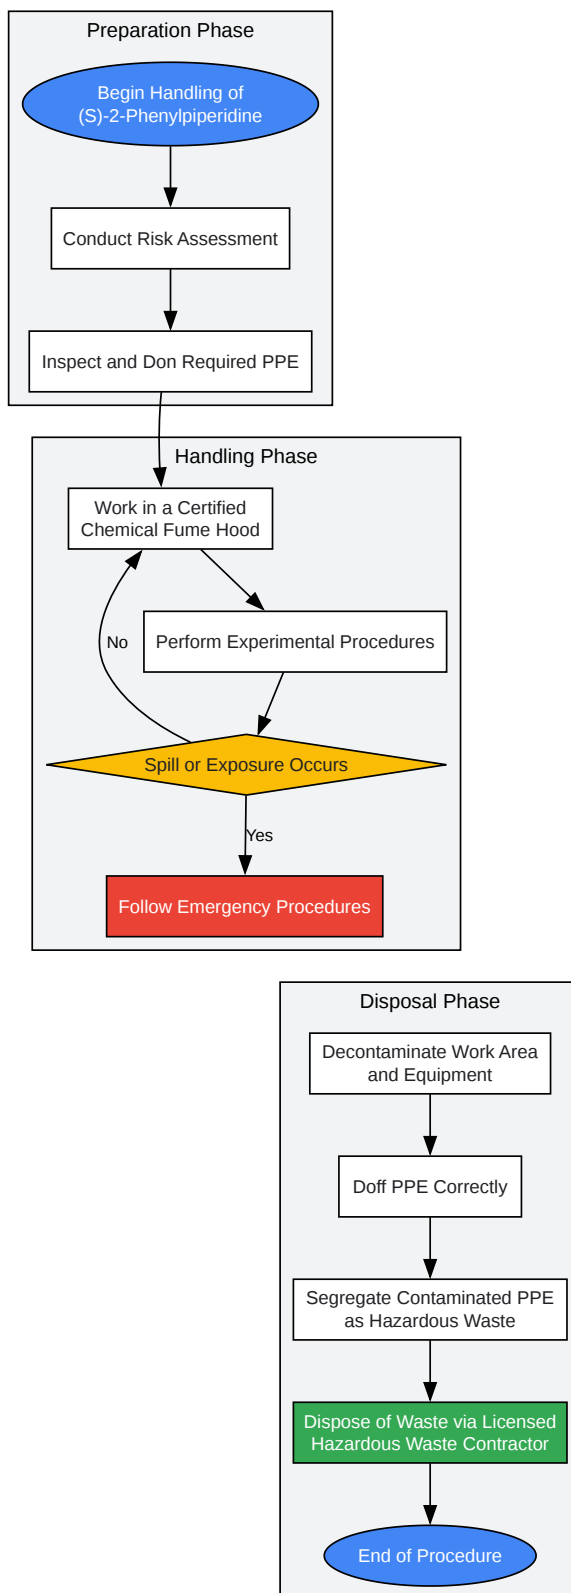 Preparation Phase
Begin Handling of
(S)-2-Phenylpiperidine
Conduct Risk Assessment
Inspect and Don Required PPE
Handling Phase
Work in a Certified
Chemical Fume Hood
Perform Experimental Procedures
No
Spill or Exposure Occurs
Yes
Follow Emergency Procedures
Disposal Phase
Decontaminate Work Area
and Equipment
Doff PPE Correctly
Segregate Contaminated PPE
as Hazardous Waste
Dispose of Waste via Licensed
Hazardous Waste Contractor
End of Procedure